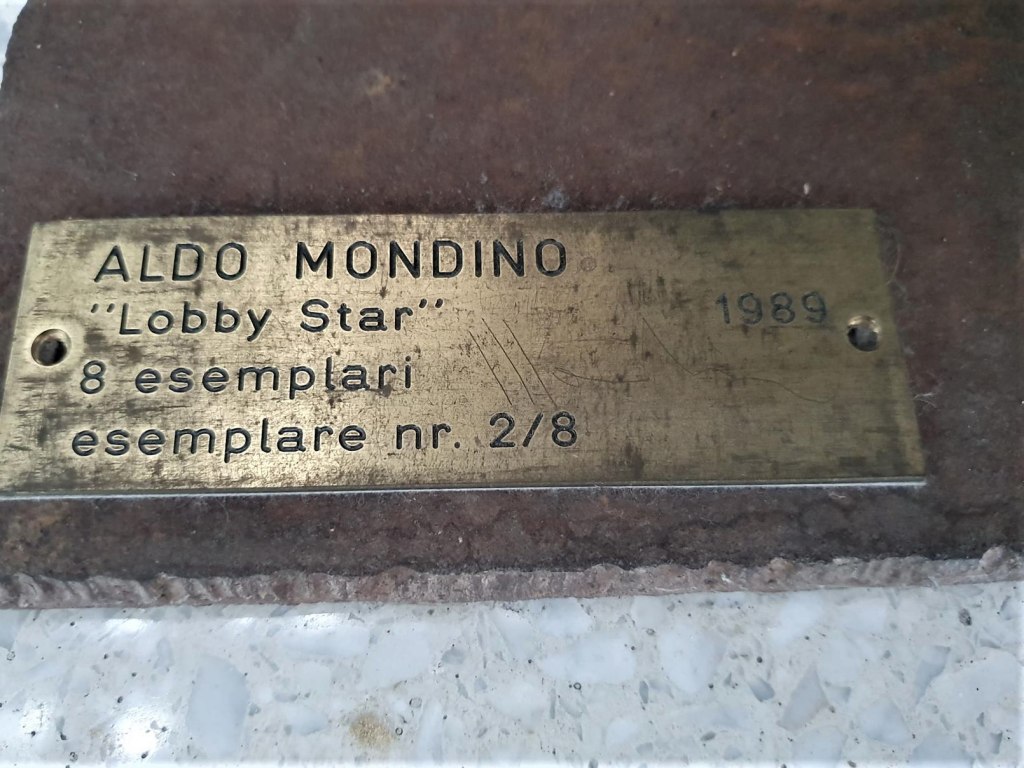 ALDO MONDINO
"Lobby Star" 1989
8 esemplari
esemplare nr. 2/8